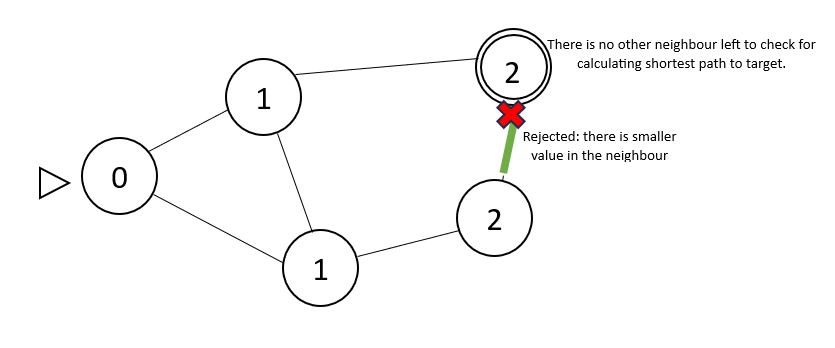 2
There is no other neighbour left to check for
calculating shortest path to target.
1
Rejected: there is smaller
value in the neighbour
0
2
1